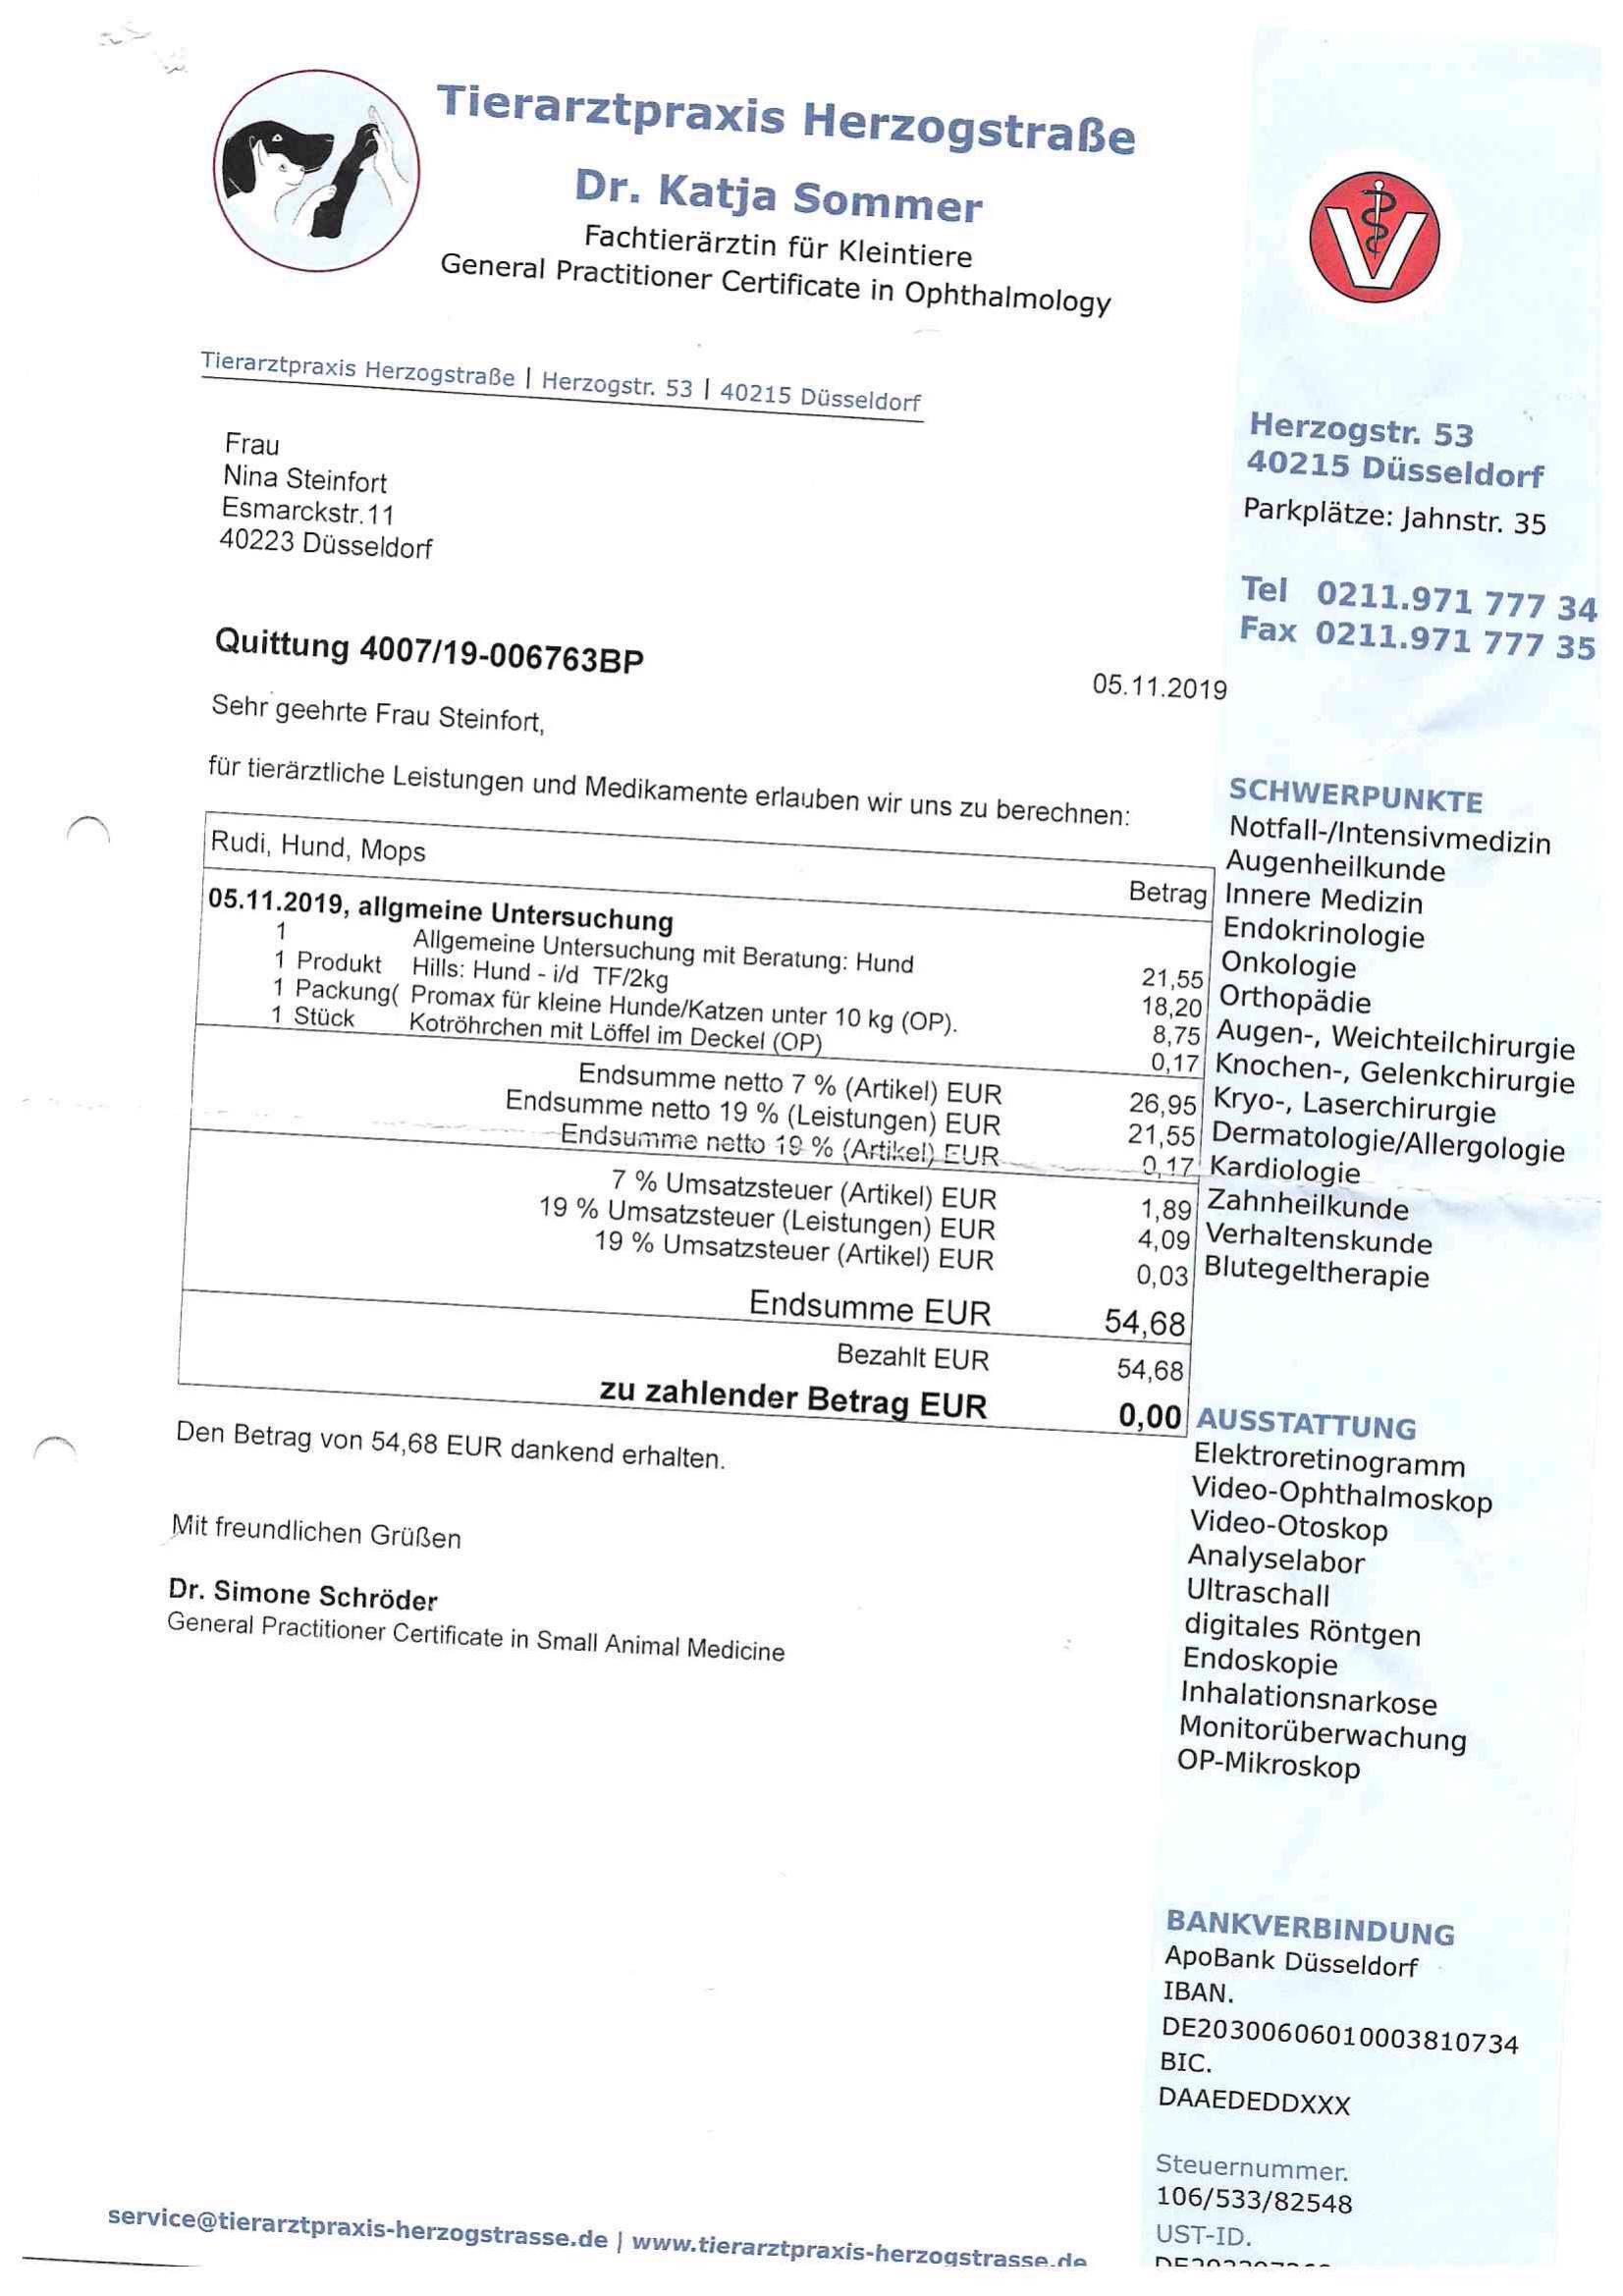 Tierarztpraxis Herzogstraße
Dr. Katja Sommer
Fachtierärztin für Kleintiere
General Practitioner Certificate in Ophthalmology
V
Tierarztpraxis Herzogstraße | Herzogstr. 53 | 40215 Düsseldorf
Frau
Nina Steinfort
Esmarckstr.11
40223 Düsseldorf
Herzogstr. 53
40215 Düsseldorf
Parkplätze: Jahnstr. 35
Tel 0211.971 777 34
Fax 0211.971 777 35
Quittung 4007/19-006763BP
05.11.2019
Sehr geehrte Frau Steinfort,
für tierärztliche Leistungen und Medikamente erlauben wir uns zu berechnen:
Rudi, Hund, Mops
Betrag
05.11.2019, allgmeine Untersuchung
1 Allgemeine Untersuchung mit Beratung: Hund 21,55
1 Produkt Hills: Hund - i/d TF/2kg 18,20
1 Packung( Promax für kleine Hunde/Katzen unter 10 kg (OP). 8,75
1 Stück Kotröhrchen mit Löffel im Deckel (OP) 0,17
Endsumme netto 7 % (Artikel) EUR 26,95
Endsumme netto 19 % (Leistungen) EUR 21,55
Endsumme netto 19 % (Artikel) EUR 0,17
7 % Umsatzsteuer (Artikel) EUR 1,89
19 % Umsatzsteuer (Leistungen) EUR 4,09
19 % Umsatzsteuer (Artikel) EUR 0,03
Endsumme EUR 54,68
Bezahlt EUR 54,68
zu zahlender Betrag EUR 0,00
Den Betrag von 54,68 EUR dankend erhalten.
Mit freundlichen Grüßen
Dr. Simone Schröder
General Practitioner Certificate in Small Animal Medicine
SCHWERPUNKTE
Notfall-/Intensivmedizin
Augenheilkunde
Innere Medizin
Endokrinologie
Onkologie
Orthopädie
Augen-, Weichteilchirurgie
Knochen-, Gelenkchirurgie
Kryo-, Laserchirurgie
Dermatologie/Allergologie
Kardiologie
Zahnheilkunde
Verhaltenskunde
Blutegeltherapie
AUSSTATTUNG
Elektroretinogramm
Video-Ophthalmoskop
Video-Otoskop
Analyselabor
Ultraschall
digitales Röntgen
Endoskopie
Inhalationsnarkose
Monitorüberwachung
OP-Mikroskop
BANKVERBINDUNG
ApoBank Düsseldorf
IBAN.
DE20300606010003810734
BIC.
DAAEDEDDXXX
Steuernummer.
106/533/82548
UST-ID.
service@tierarztpraxis-herzogstrasse.de | www.tierarztpraxis-herzogstrasse.de